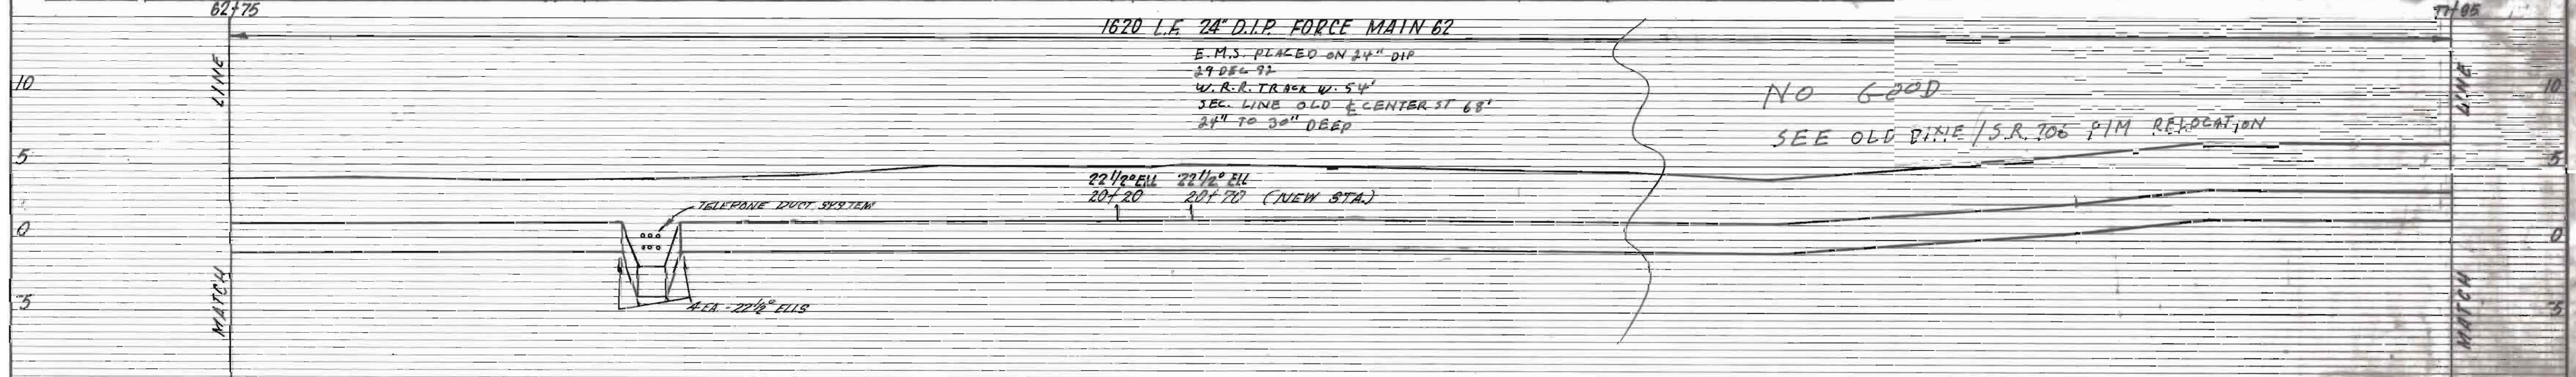 62+75
1620 L.F. 24" D.I.P. FORCE MAIN 62
E.M.S. PLACED ON 24" DIP
29 DEC 92
W. R.R. TRACK W. 54'
SEC. LINE OLD ℄ CENTER ST 68'
24" TO 30" DEEP
NO GOOD
SEE OLD DIXIE / S.R. 706 F/M RELOCATION
10
5
0
-5
MATCH LINE
22 1/2° ELL 22 1/2° ELL
20+20 20+70 (NEW STA.)
TELEPONE DUCT SYSTEM
4 EA. - 22 1/2° ELLS
10
5
0
-5
MATCH LINE